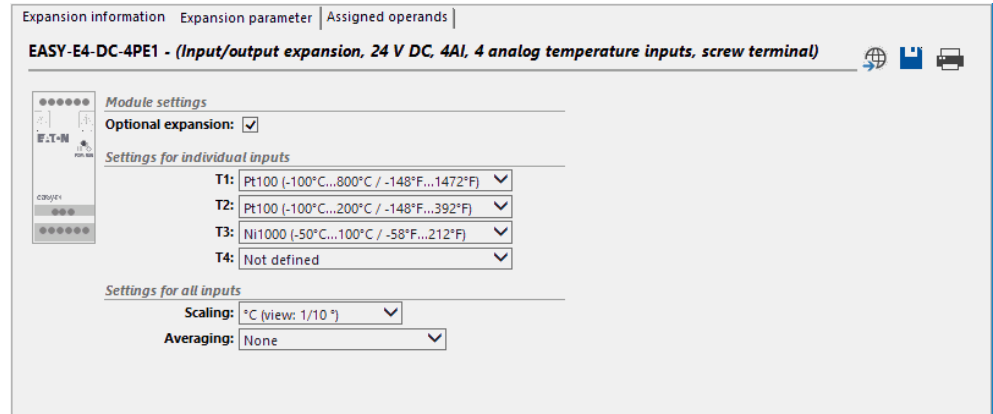 Expansion information Expansion parameter Assigned operands
EASY-E4-DC-4PE1 - (Input/output expansion, 24 V DC, 4AI, 4 analog temperature inputs, screw terminal)
Module settings
Optional expansion:
EATON
Settings for individual inputs
T1: Pt100 (-100°C...800°C / -148°F...1472°F)
T2: Pt100 (-100°C...200°C / -148°F...392°F)
T3: Ni1000 (-50°C...100°C / -58°F...212°F)
T4: Not defined
Settings for all inputs
Scaling: °C (view: 1/10 °)
Averaging: None